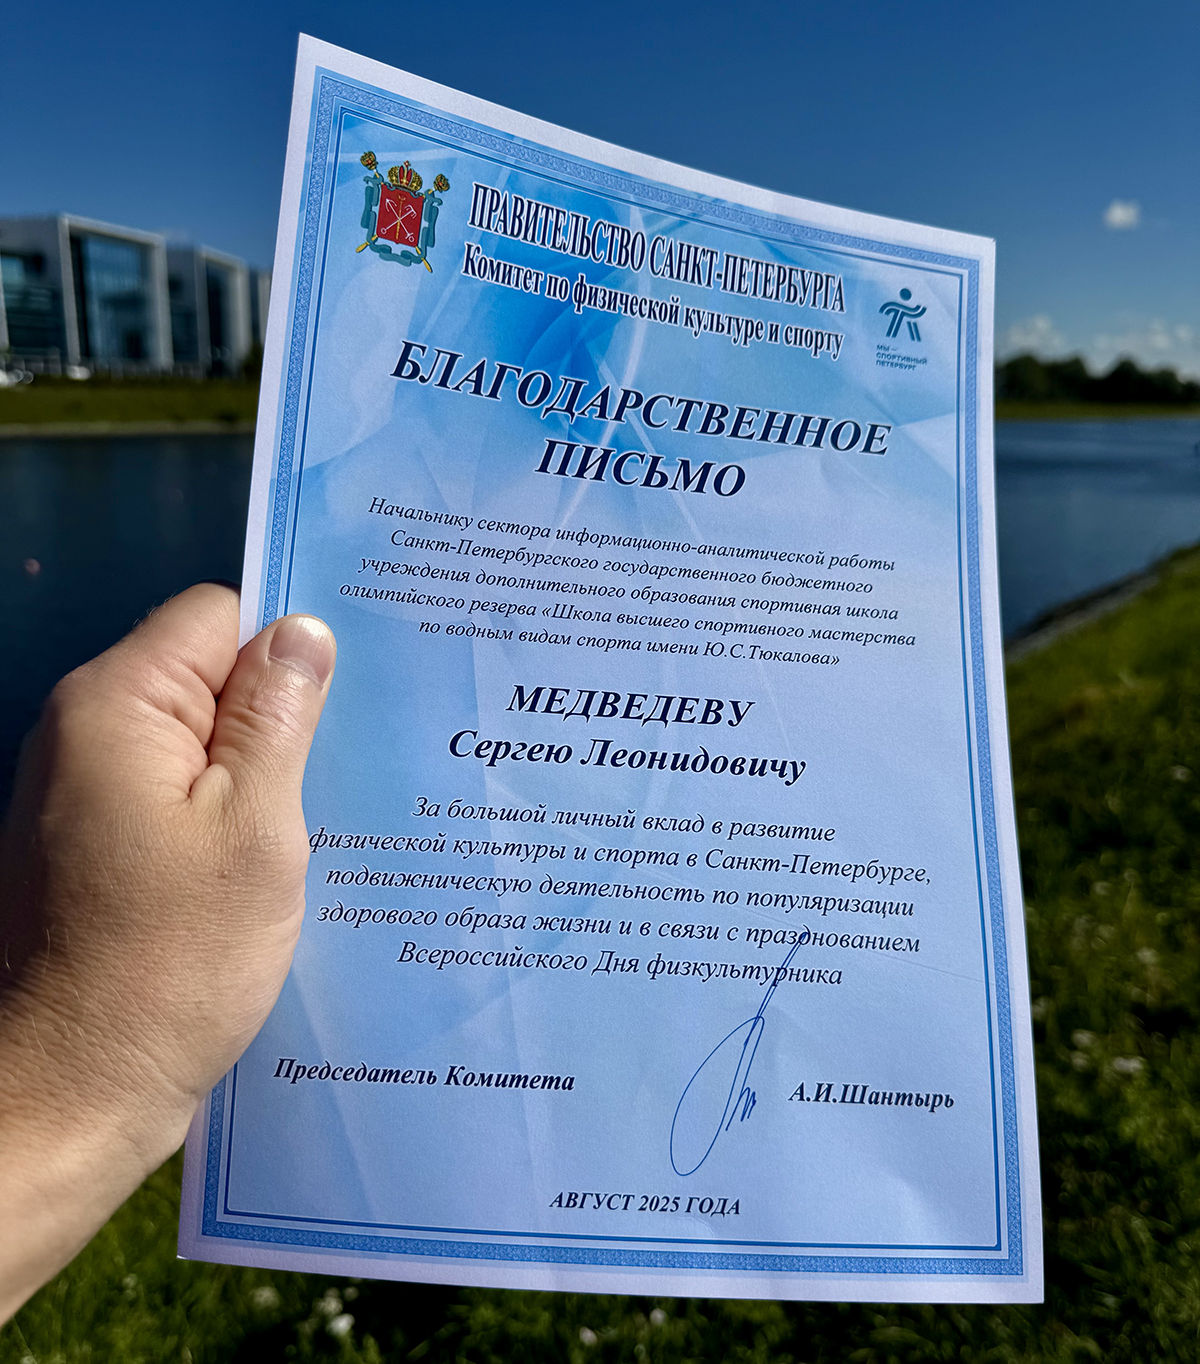 ПРАВИТЕЛЬСТВО САНКТ-ПЕТЕРБУРГА
Комитет по физической культуре и спорту
МЫ —
СПОРТИВНЫЙ
ПЕТЕРБУРГ
БЛАГОДАРСТВЕННОЕ
ПИСЬМО
Начальнику сектора информационно-аналитической работы
Санкт-Петербургского государственного бюджетного
учреждения дополнительного образования спортивная школа
олимпийского резерва «Школа высшего спортивного мастерства
по водным видам спорта имени Ю.С.Тюкалова»
МЕДВЕДЕВУ
Сергею Леонидовичу
За большой личный вклад в развитие
физической культуры и спорта в Санкт-Петербурге,
подвижническую деятельность по популяризации
здорового образа жизни и в связи с празднованием
Всероссийского Дня физкультурника
Председатель Комитета
А.И.Шантырь
АВГУСТ 2025 ГОДА